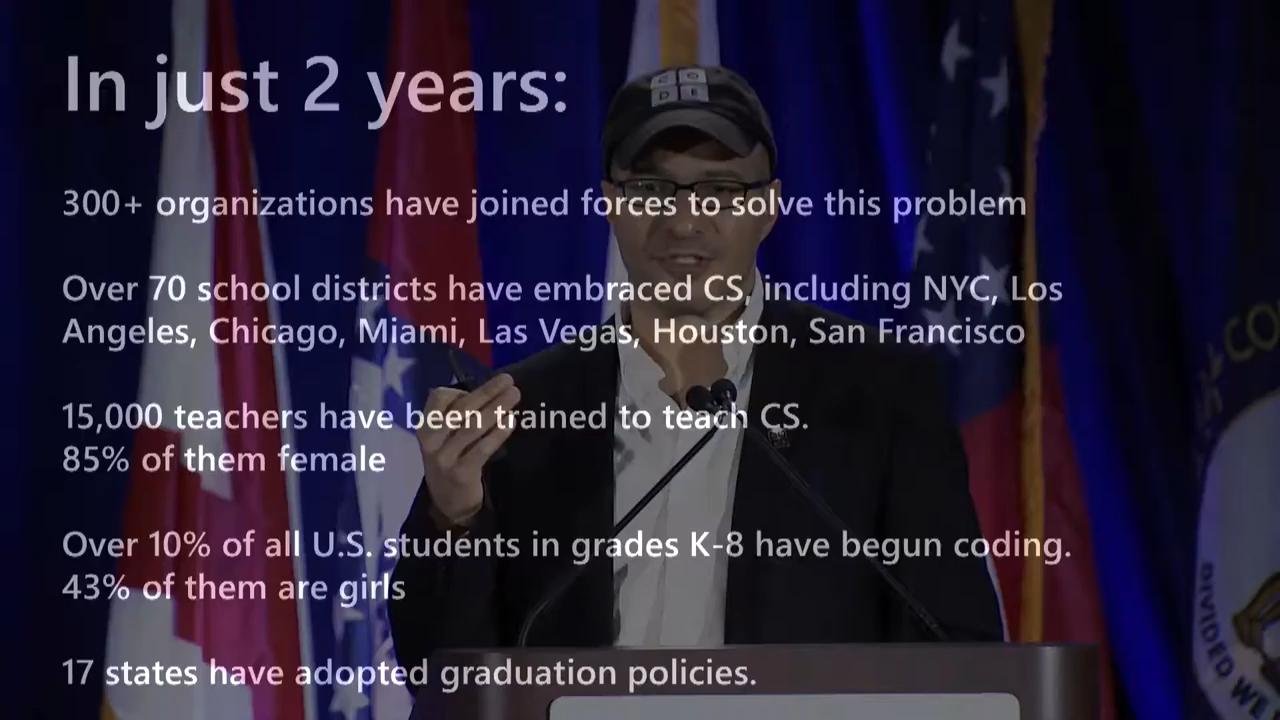 In just 2 years:
CO
DE
300+ organizations have joined forces to solve this problem
Over 70 school districts have embraced CS, including NYC, Los
Angeles, Chicago, Miami, Las Vegas, Houston, San Francisco
15,000 teachers have been trained to teach CS.
85% of them female
Over 10% of all U.S. students in grades K-8 have begun coding.
43% of them are girls
17 states have adopted graduation policies.
CO
DIVIDED WE